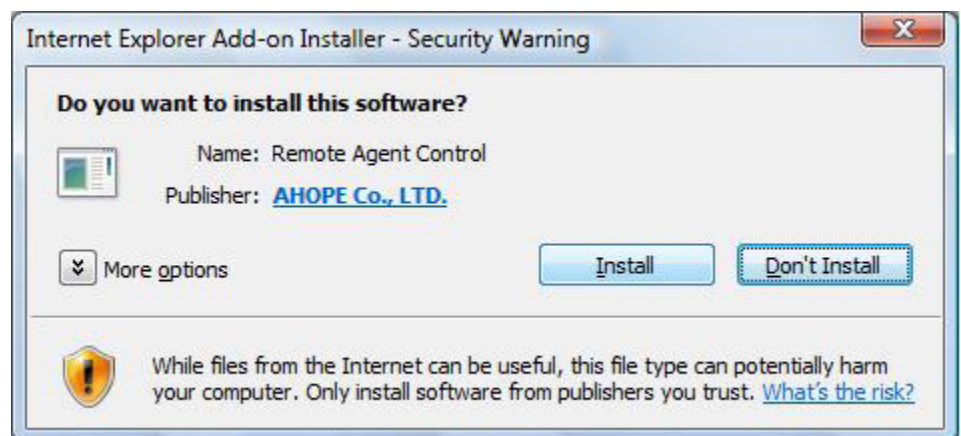 Internet Explorer Add-on Installer - Security Warning
Do you want to install this software?
Name: Remote Agent Control
Publisher: AHOPE Co., LTD.
More options
Install
Don't Install
While files from the Internet can be useful, this file type can potentially harm
your computer. Only install software from publishers you trust. What's the risk?